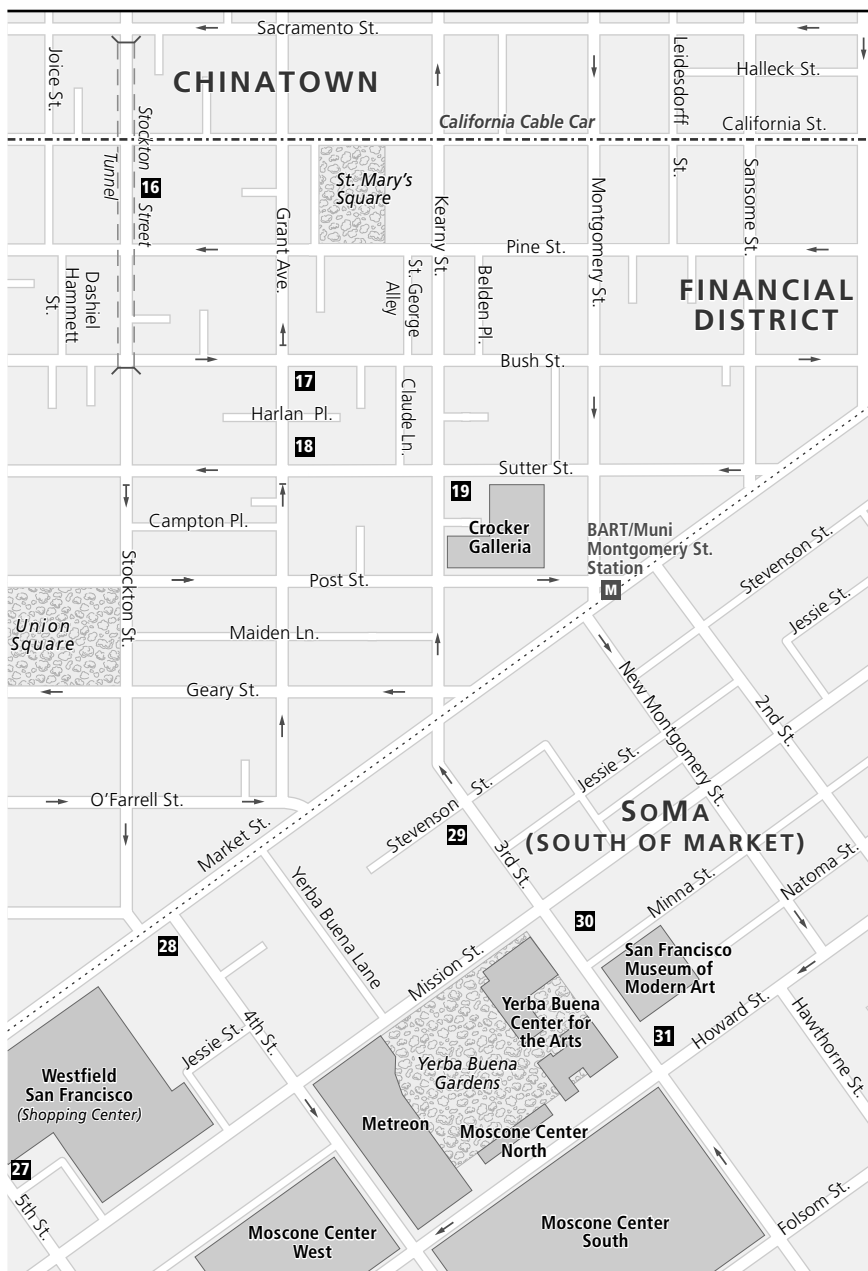 Sacramento St.
Joice St.
CHINATOWN
Leidesdorff
St.
Halleck St.
California Cable Car
California St.
Stockton
Street
Tunnel
16
St. Mary's
Square
Grant Ave.
Kearny St.
Montgomery St.
Sansome St.
Pine St.
Dashiel
Hammett
St.
St. George
Alley
Belden Pl.
FINANCIAL
DISTRICT
Bush St.
17
Harlan Pl.
Claude Ln.
18
Sutter St.
19
Crocker
Galleria
Campton Pl.
BART/Muni
Montgomery St.
Station
M
Stevenson St.
Stockton St.
Post St.
Jessie St.
Union
Square
Maiden Ln.
Geary St.
New Montgomery St.
2nd St.
O'Farrell St.
Market St.
Stevenson St.
Jessie St.
SOMA
(SOUTH OF MARKET)
29
3rd St.
Yerba Buena Lane
Minna St.
Natoma St.
30
28
Mission St.
San Francisco
Museum of
Modern Art
Yerba Buena
Center for
the Arts
4th St.
Jessie St.
31
Howard St.
Hawthorne St.
Yerba Buena
Gardens
Westfield
San Francisco
(Shopping Center)
Metreon
Moscone Center
North
27
5th St.
Moscone Center
West
Moscone Center
South
Folsom St.